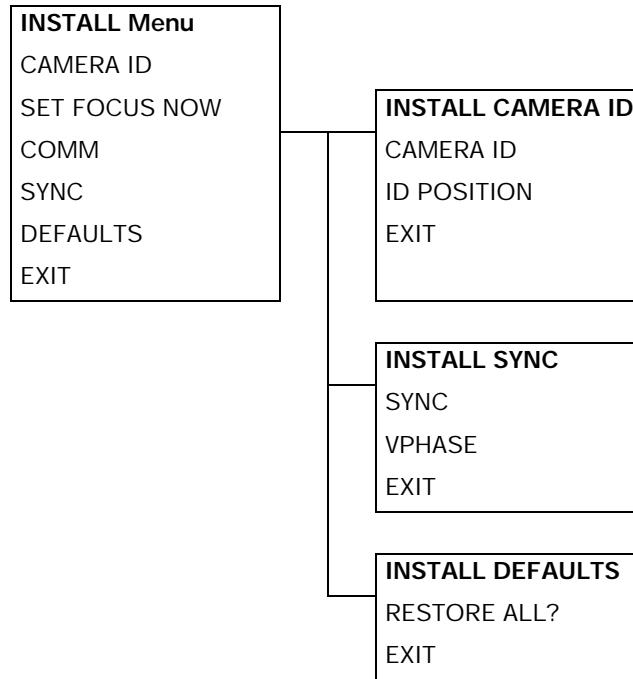 INSTALL Menu
CAMERA ID
SET FOCUS NOW
COMM
SYNC
DEFAULTS
EXIT
INSTALL CAMERA ID
CAMERA ID
ID POSITION
EXIT
INSTALL SYNC
SYNC
VPHASE
EXIT
INSTALL DEFAULTS
RESTORE ALL?
EXIT